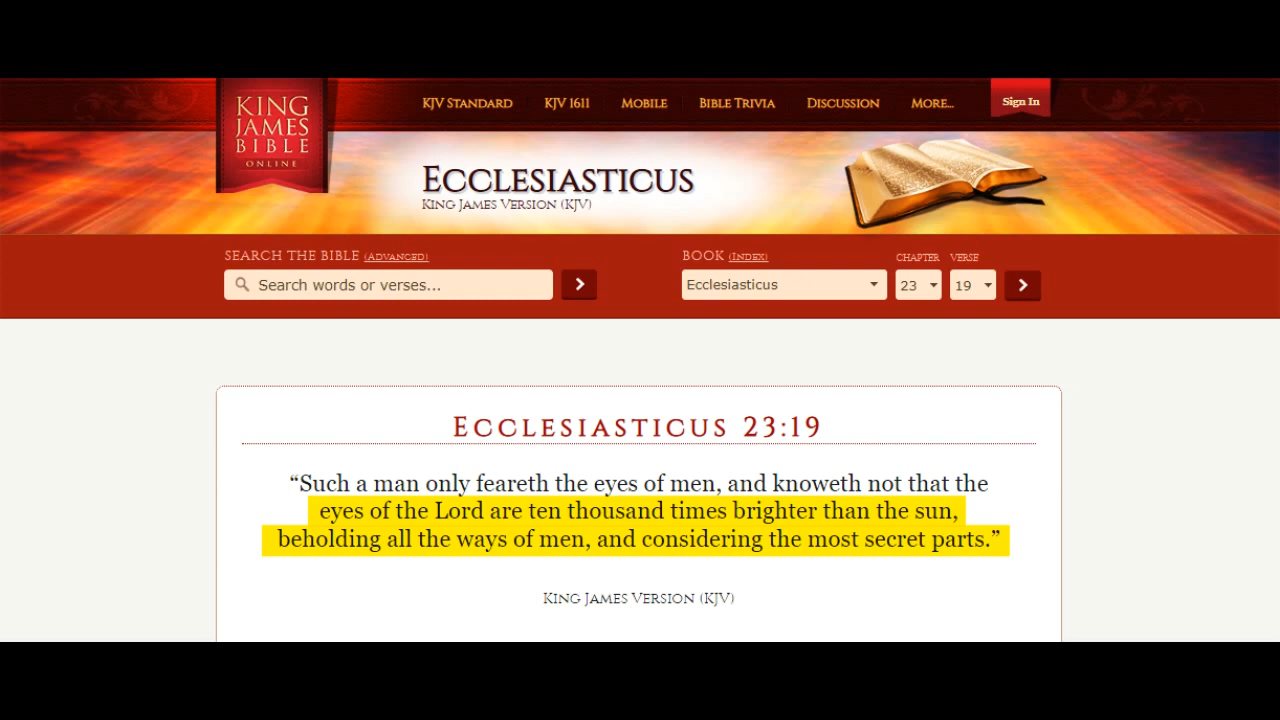 KING
JAMES
BIBLE
ONLINE
KJV STANDARD KJV 1611 MOBILE BIBLE TRIVIA DISCUSSION MORE... Sign In
ECCLESIASTICUS
KING JAMES VERSION (KJV)
SEARCH THE BIBLE (ADVANCED) BOOK (INDEX) CHAPTER VERSE
Search words or verses... Ecclesiasticus 23 19
ECCLESIASTICUS 23:19
“Such a man only feareth the eyes of men, and knoweth not that the
eyes of the Lord are ten thousand times brighter than the sun,
beholding all the ways of men, and considering the most secret parts.”
KING JAMES VERSION (KJV)